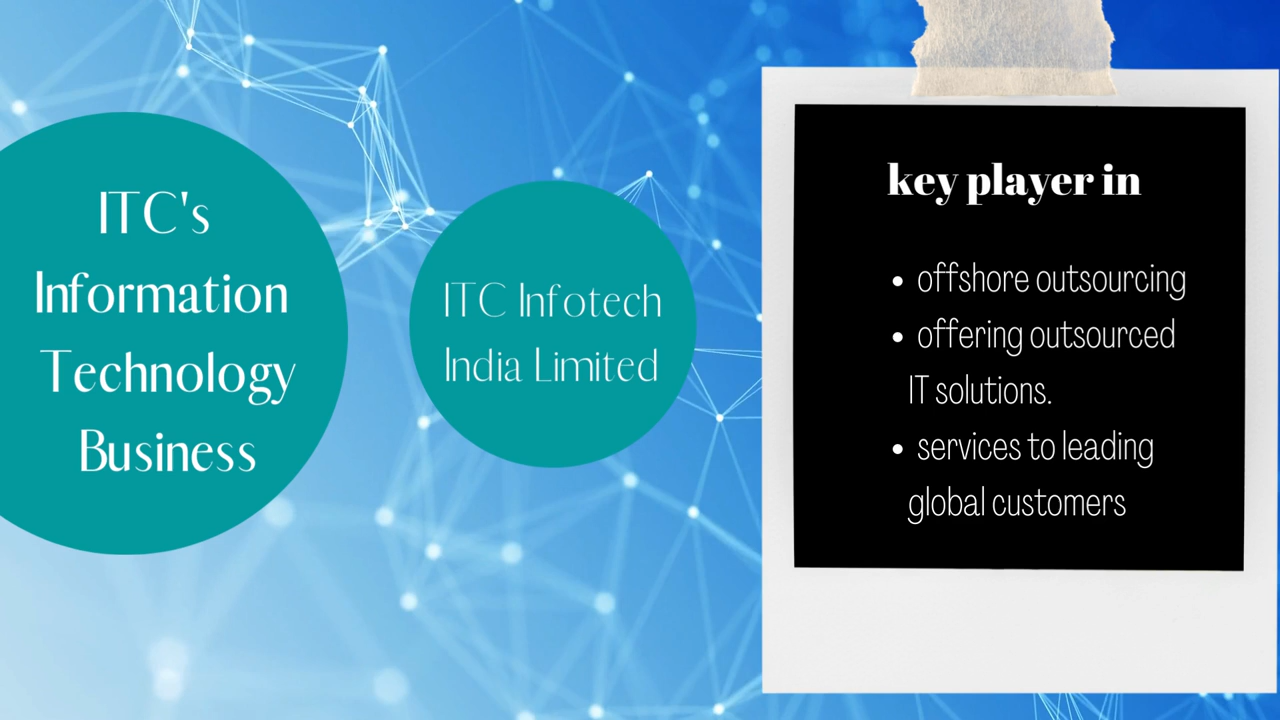 ITC's
Information
Technology
Business
ITC Infotech
India Limited
key player in
• offshore outsourcing
• offering outsourced
IT solutions.
• services to leading
global customers